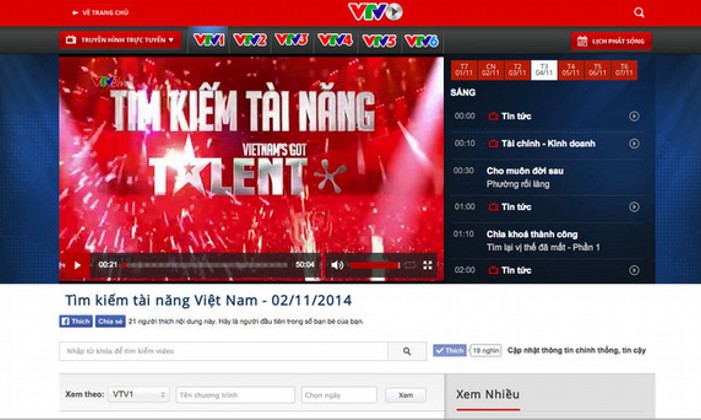 VỀ TRANG CHỦ
VTV
TRUYỀN HÌNH TRỰC TUYẾN
VTV1 VTV2 VTV3 VTV4 VTV5 VTV6
LỊCH PHÁT SÓNG
T7 CN T2 T3 T4 T5 T6
01/11 02/11 03/11 04/11 05/11 06/11 07/11
SÁNG
00:00 Tin tức
00:10 Tài chính - Kinh doanh
00:30 Cho muôn đời sau
Phường rối làng
01:00 Tin tức
01:10 Chìa khoá thành công
Tìm lại vị thế đã mất - Phần 1
02:00 Tin tức
TÌM KIẾM TÀI NĂNG
VIETNAM'S GOT
TALENT
00:21 50:04
Tìm kiếm tài năng Việt Nam - 02/11/2014
Thích Chia sẻ 21 người thích nội dung này. Hãy là người đầu tiên trong số bạn bè của bạn.
Nhập từ khóa để tìm kiếm video
Thích 19 nghìn Cập nhật thông tin chính thống, tin cậy
Xem theo: VTV1 Tên chương trình Chọn ngày Xem
Xem Nhiều